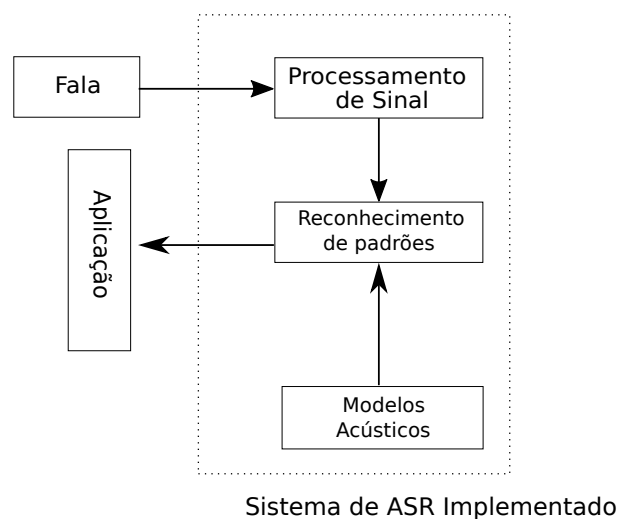 Fala
Processamento
de Sinal
Aplicação
Reconhecimento
de padrões
Modelos
Acústicos
Sistema de ASR Implementado